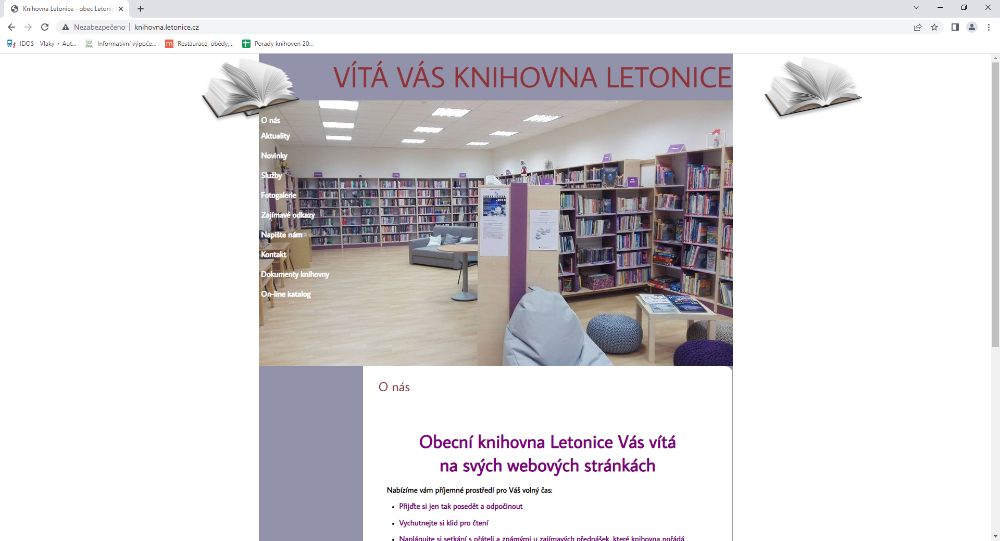 Knihovna Letonice - obec Letonic
Nezabezpečeno
knihovna.letonice.cz
IDOS - Vlaky + Aut...
Informativní výpoče...
Restaurace, obědy,...
Porady knihoven 20...
VÍTÁ VÁS KNIHOVNA LETONICE
O nás
Aktuality
Novinky
Služby
Fotogalerie
Zajímavé odkazy
Napište nám
Kontakt
Dokumenty knihovny
On-line katalog
LOVCI PEREL
2018
Automobily
O nás
Obecní knihovna Letonice Vás vítá
na svých webových stránkách
Nabízíme vám příjemné prostředí pro Váš volný čas:
Přijďte si jen tak posedět a odpočinout
Vychutnejte si klid pro čtení
Naplánujte si setkání s přáteli a známými u zajímavých přednášek, které knihovna pořádá